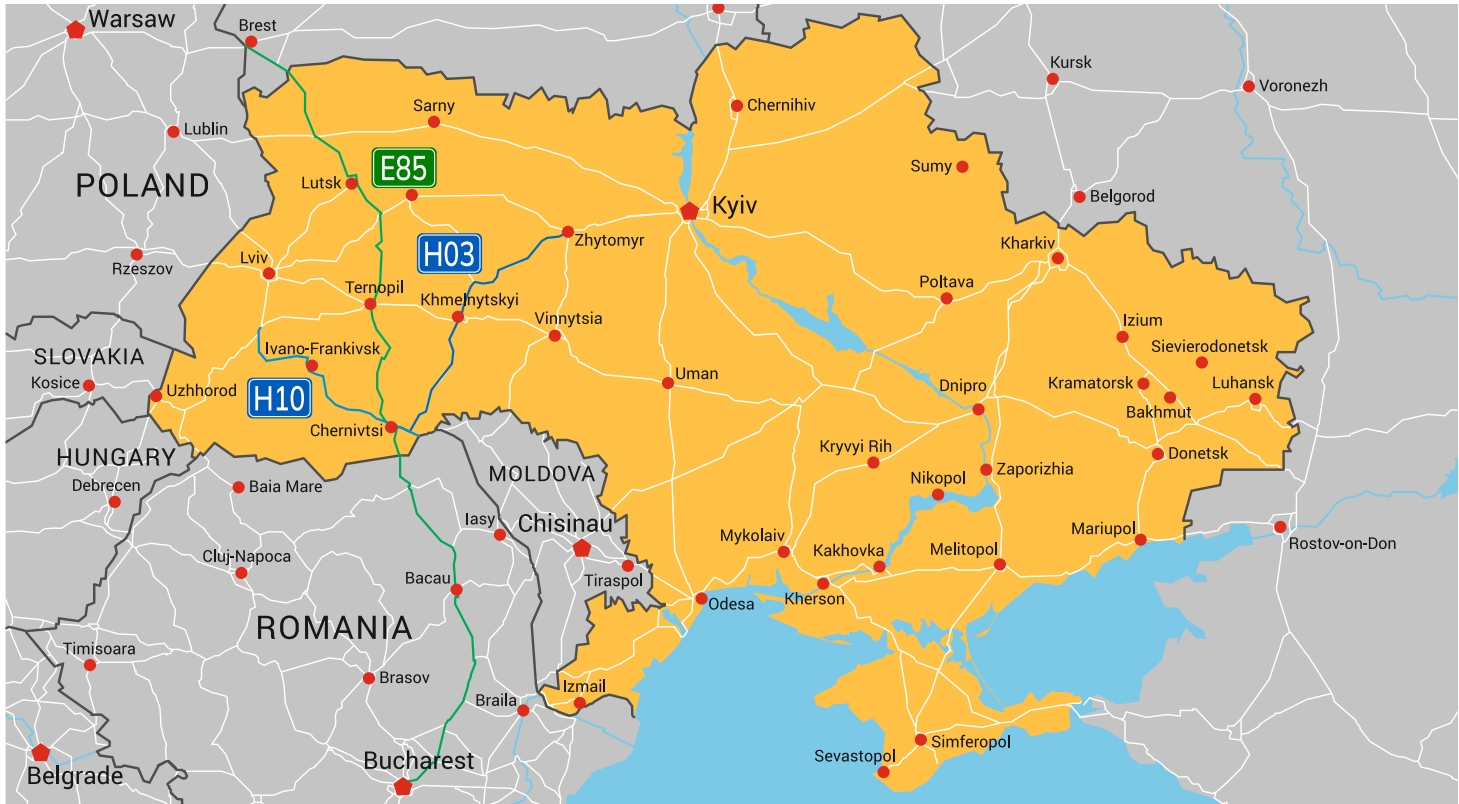 Warsaw
Brest
Kursk
Voronezh
Sarny
Chernihiv
Lublin
Sumy
E85
POLAND
Lutsk
Kyiv
Belgorod
Zhytomyr
Kharkiv
H03
Lviv
Rzeszov
Ternopil
Poltava
Khmelnytskyi
Vinnytsia
Izium
Ivano-Frankivsk
Sievierodonetsk
SLOVAKIA
Kosice
Uman
Dnipro
Kramatorsk
Luhansk
Uzhhorod
H10
Bakhmut
Chernivtsi
Kryvyi Rih
Donetsk
HUNGARY
MOLDOVA
Zaporizhia
Debrecen
Baia Mare
Nikopol
Iasy
Chisinau
Mykolaiv
Mariupol
Rostov-on-Don
Cluj-Napoca
Kakhovka
Melitopol
Bacau
Tiraspol
Kherson
Odesa
ROMANIA
Timisoara
Brasov
Izmail
Braila
Simferopol
Sevastopol
Bucharest
Belgrade